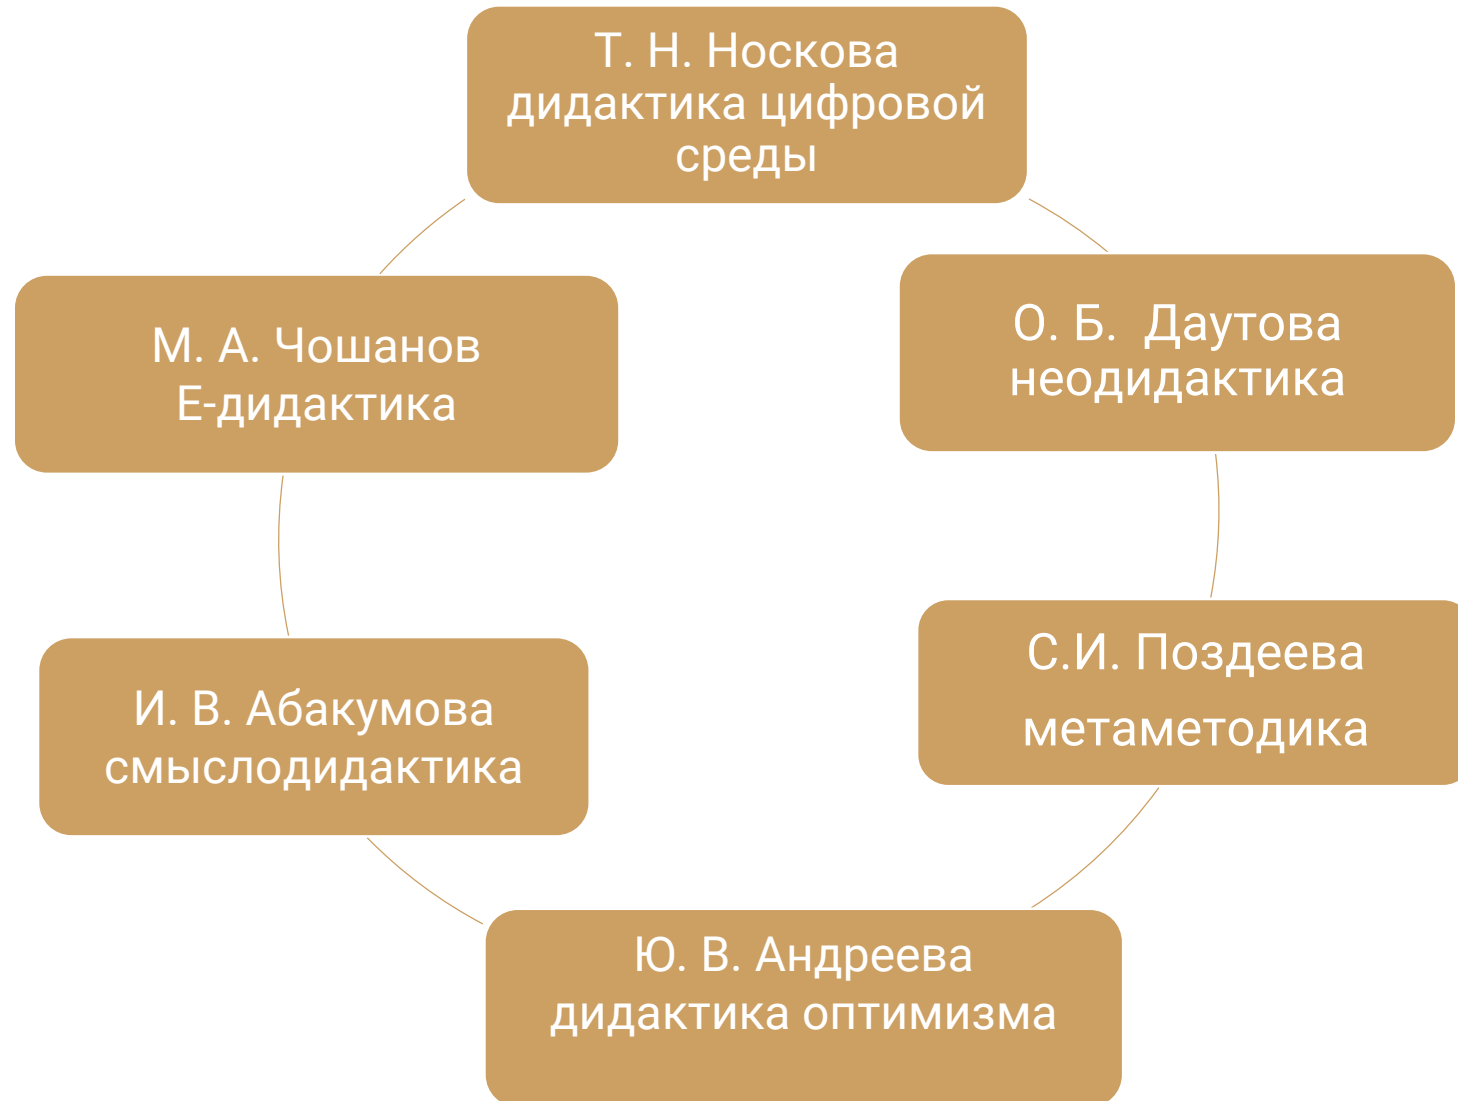 Т. Н. Носкова
дидактика цифровой
среды
М. А. Чошанов
Е-дидактика
О. Б. Даутова
неодидактика
И. В. Абакумова
смыслодидактика
С.И. Поздеева
метаметодика
Ю. В. Андреева
дидактика оптимизма